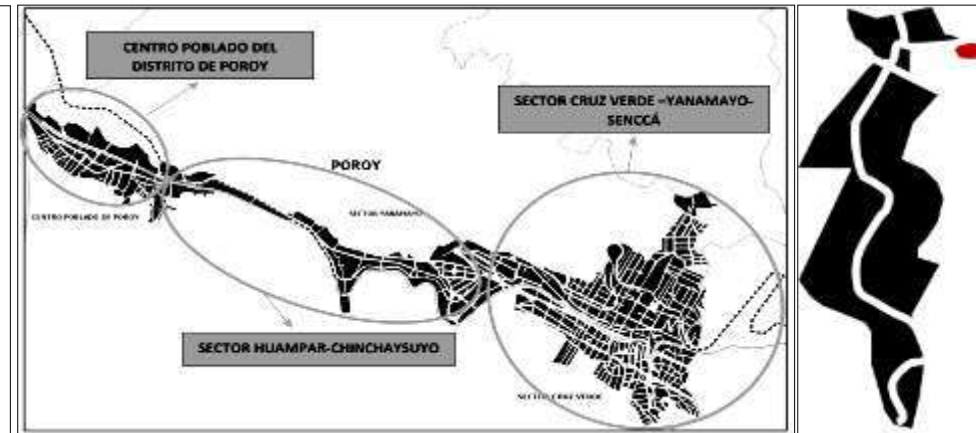 CENTRO POBLADO DEL
DISTRITO DE POROY
SECTOR CRUZ VERDE –YANAMAYO-
SENCCÁ
POROY
CENTRO POBLADO DE POROY
SECTOR YANAMAYO
SECTOR HUAMPAR-CHINCHAYSUYO
SECTOR CRUZ VERDE